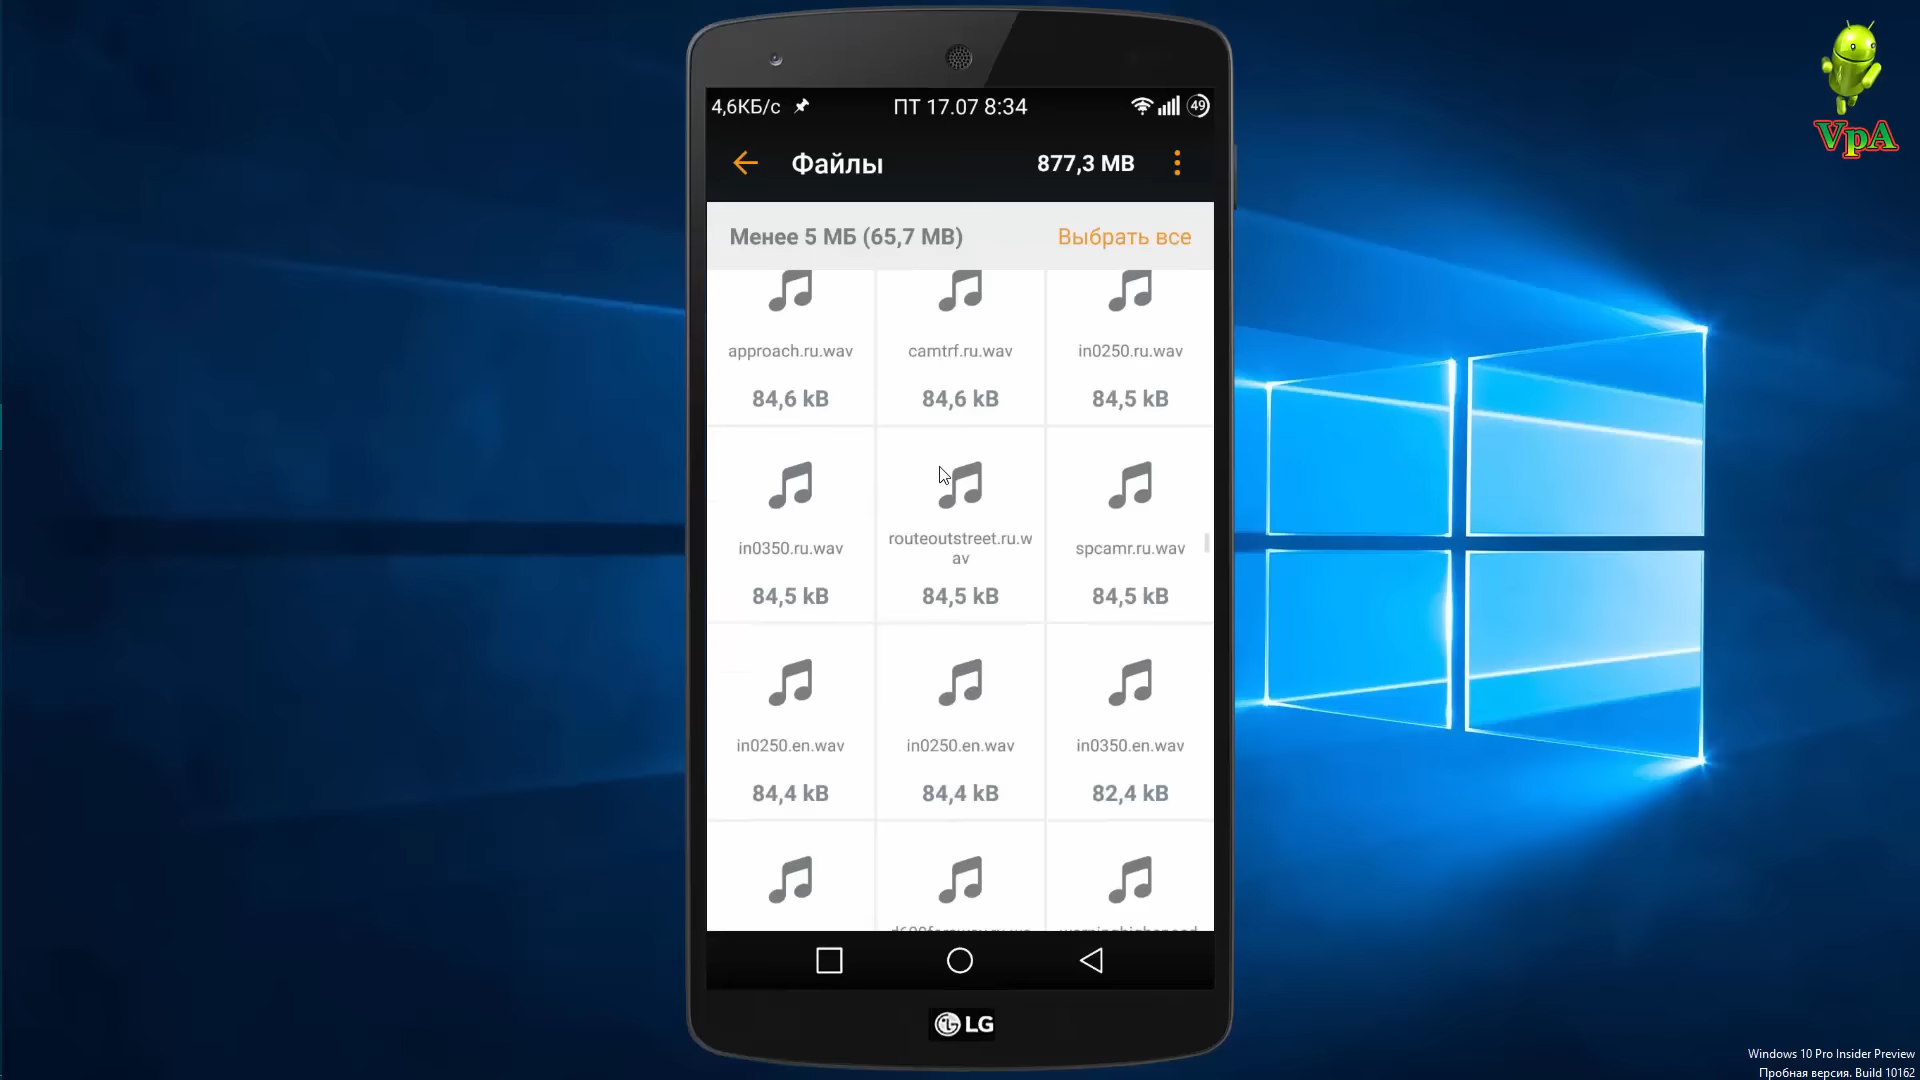 4,6КБ/с
ПТ 17.07 8:34
49
VpA
Файлы
877,3 MB
Менее 5 МБ (65,7 MB)
Выбрать все
approach.ru.wav
camtrf.ru.wav
in0250.ru.wav
84,6 kB
84,6 kB
84,5 kB
in0350.ru.wav
routeoutstreet.ru.w
av
spcamr.ru.wav
84,5 kB
84,5 kB
84,5 kB
in0250.en.wav
in0250.en.wav
in0350.en.wav
84,4 kB
84,4 kB
82,4 kB
LG
Windows 10 Pro Insider Preview
Пробная версия. Build 10162